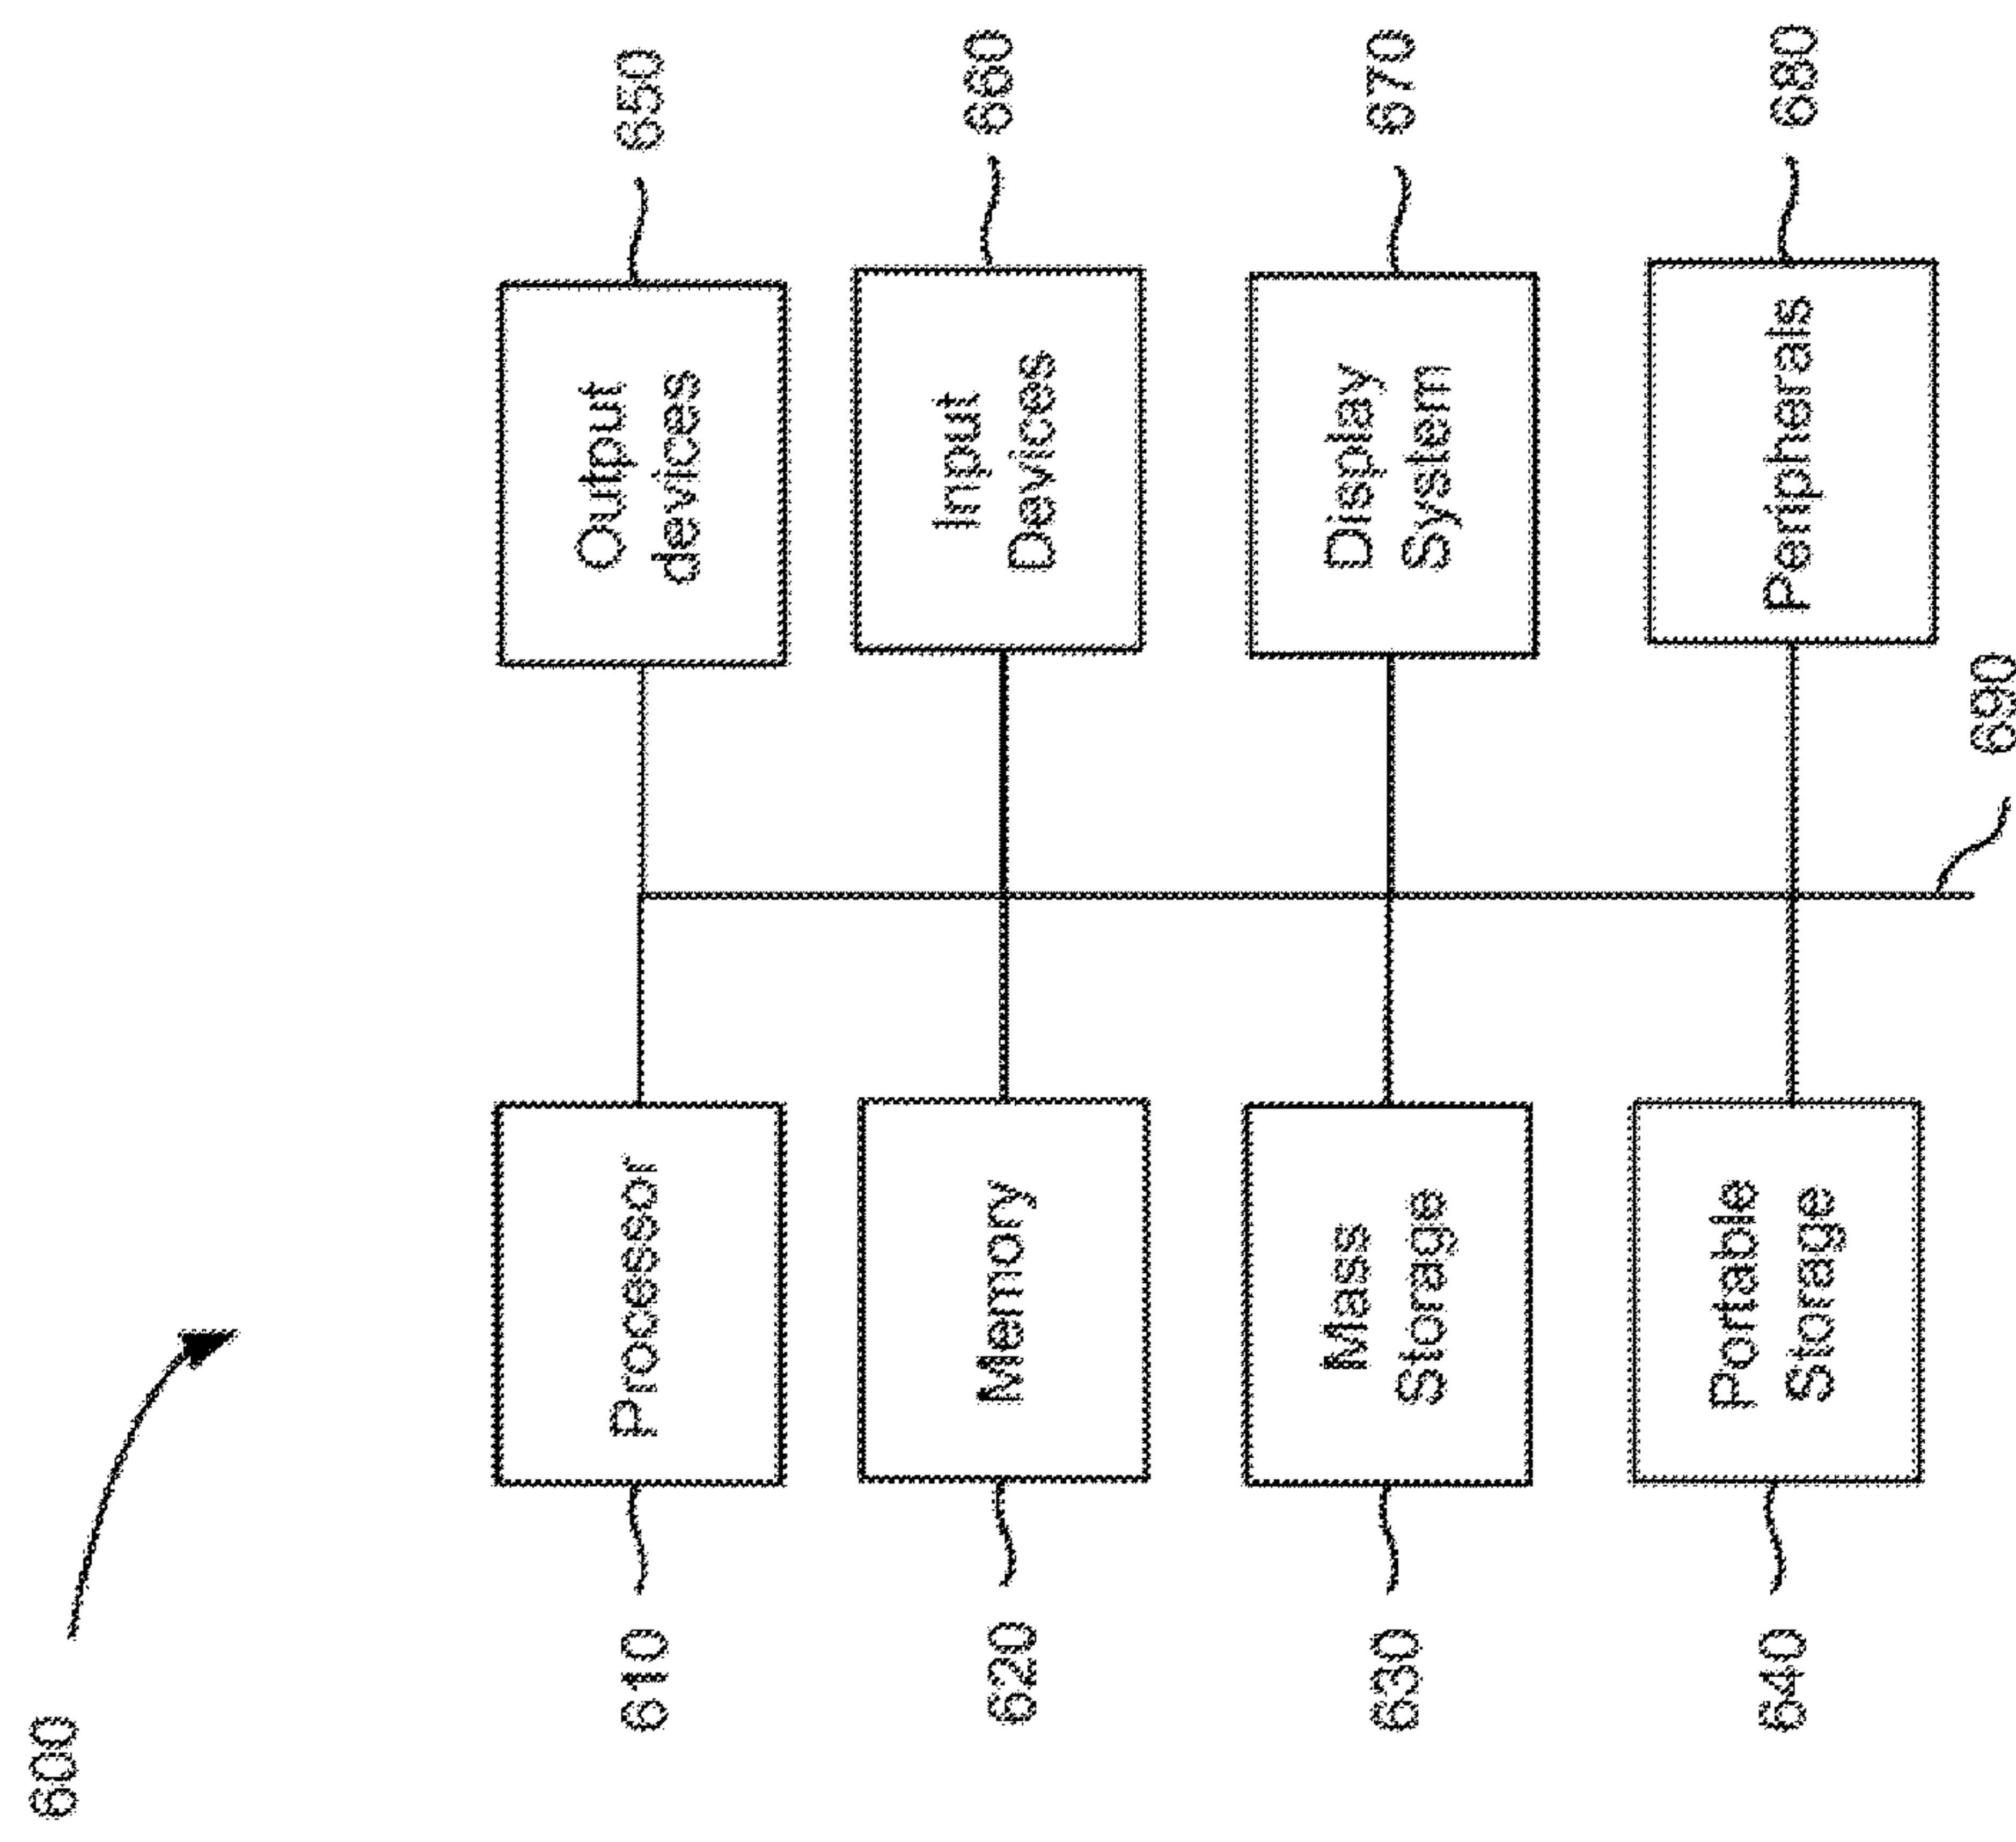 600
610
Processor
Output
devices
650
620
Memory
Input
Devices
660
630
Mass
Storage
Display
System
670
640
Portable
Storage
Peripherals
680
690